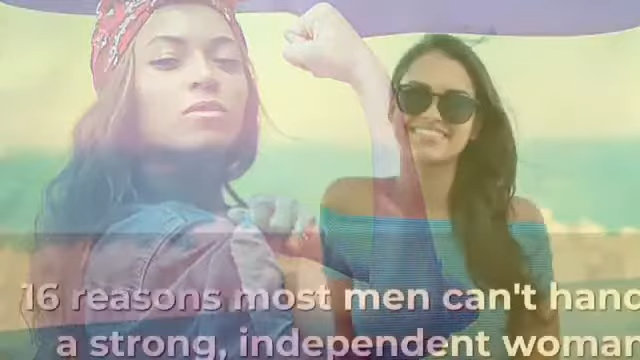 16 reasons most men can't hand
a strong, independent woman